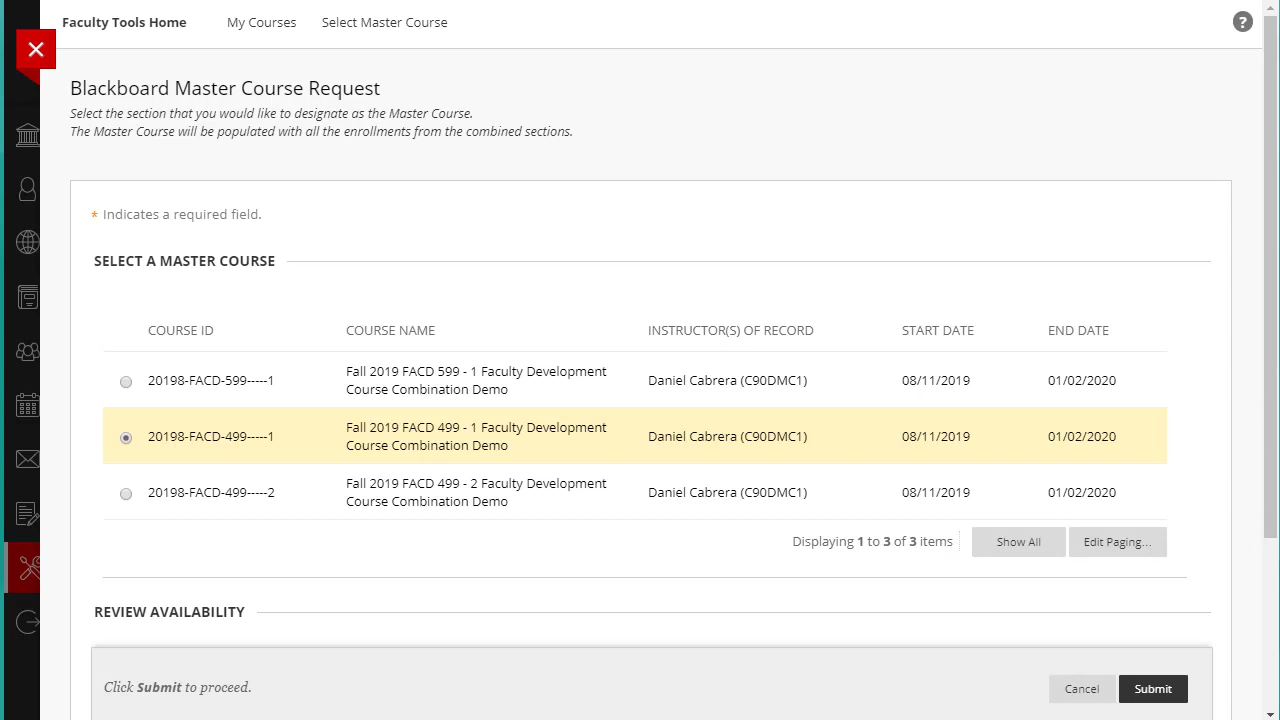 Faculty Tools Home My Courses Select Master Course
?
Blackboard Master Course Request
Select the section that you would like to designate as the Master Course.
The Master Course will be populated with all the enrollments from the combined sections.
* Indicates a required field.
SELECT A MASTER COURSE
COURSE ID COURSE NAME INSTRUCTOR(S) OF RECORD START DATE END DATE
20198-FACD-599-----1 Fall 2019 FACD 599 - 1 Faculty Development Daniel Cabrera (C90DMC1) 08/11/2019 01/02/2020
Course Combination Demo
20198-FACD-499-----1 Fall 2019 FACD 499 - 1 Faculty Development Daniel Cabrera (C90DMC1) 08/11/2019 01/02/2020
Course Combination Demo
20198-FACD-499-----2 Fall 2019 FACD 499 - 2 Faculty Development Daniel Cabrera (C90DMC1) 08/11/2019 01/02/2020
Course Combination Demo
Displaying 1 to 3 of 3 items Show All Edit Paging...
REVIEW AVAILABILITY
Click Submit to proceed. Cancel Submit